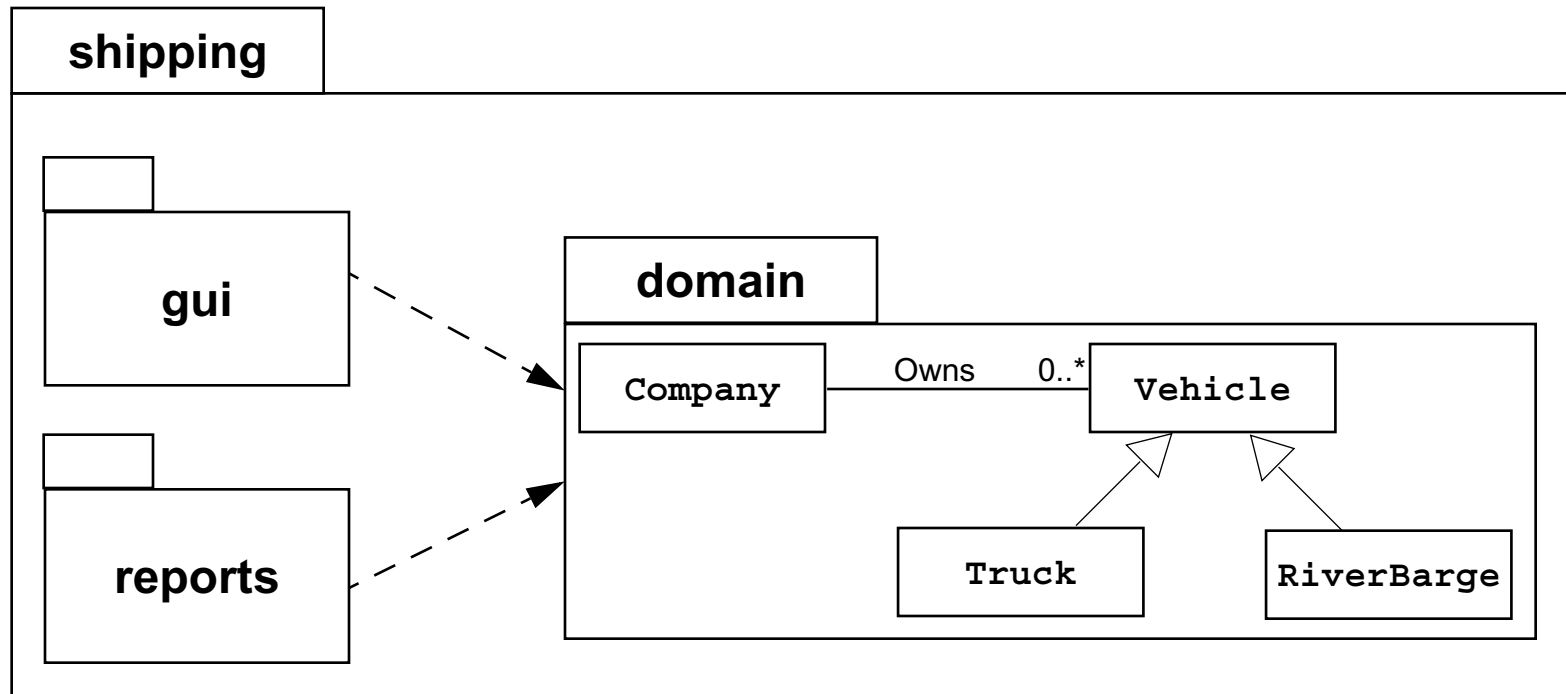 shipping
gui
domain
Company
Owns
0..*
Vehicle
reports
Truck
RiverBarge